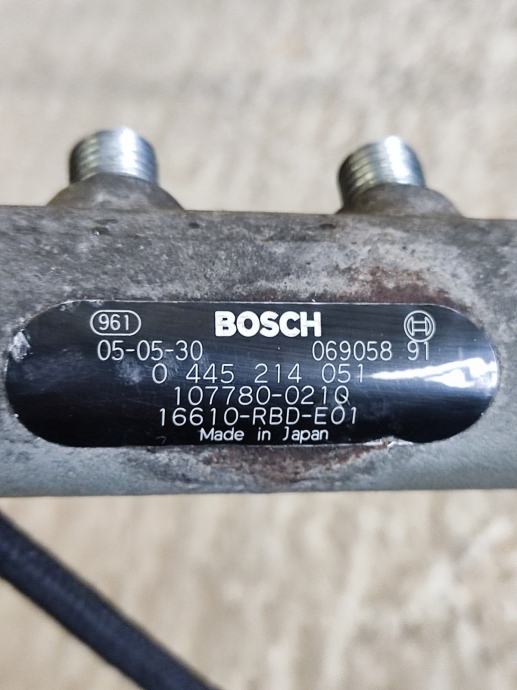 961 BOSCH
05-05-30 069058 91
0 445 214 051
107780-0210
16610-RBD-E01
Made in Japan